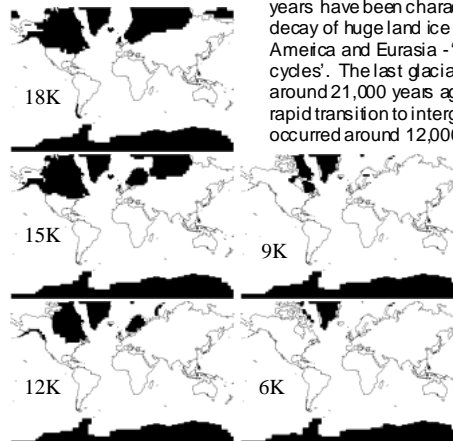 years have been charac
decay of huge land ice
America and Eurasia - '
cycles'. The last glacia
around 21,000 years ag
rapid transition to interg
occurred around 12,000
18K
15K
9K
12K
6K